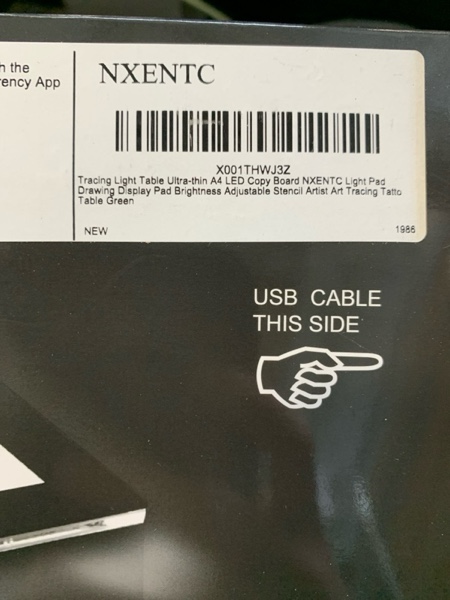 h the
ency App
NXENTC
X001THWJ3Z
Tracing Light Table Ultra-thin A4 LED Copy Board NXENTC Light Pad
Drawing Display Pad Brightness Adjustable Stencil Artist Art Tracing Tatto
Table Green
NEW
1986
USB CABLE
THIS SIDE